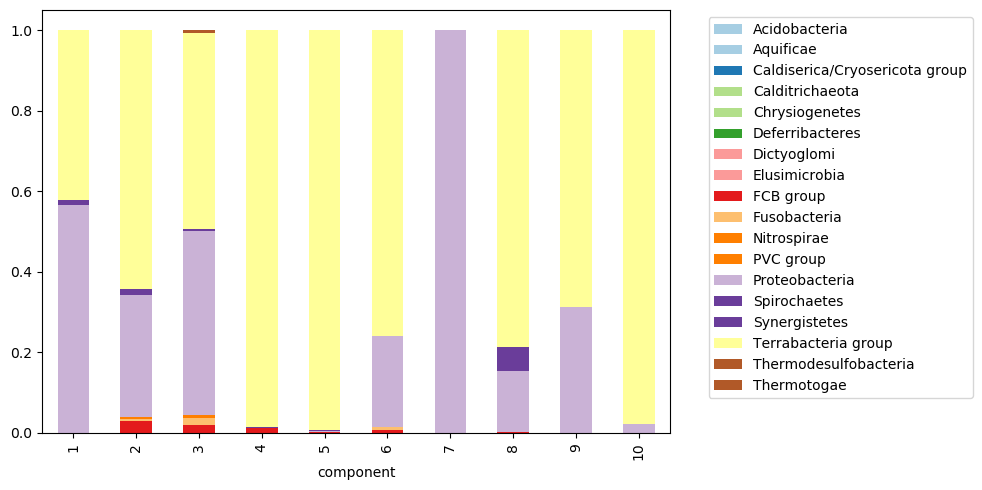 1.0
0.8
0.6
0.4
0.2
0.0
1
2
3
4
5
6
7
8
9
10
component
Acidobacteria
Aquificae
Caldiserica/Cryosericota group
Calditrichaeota
Chrysiogenetes
Deferribacteres
Dictyoglomi
Elusimicrobia
FCB group
Fusobacteria
Nitrospirae
PVC group
Proteobacteria
Spirochaetes
Synergistetes
Terrabacteria group
Thermodesulfobacteria
Thermotogae